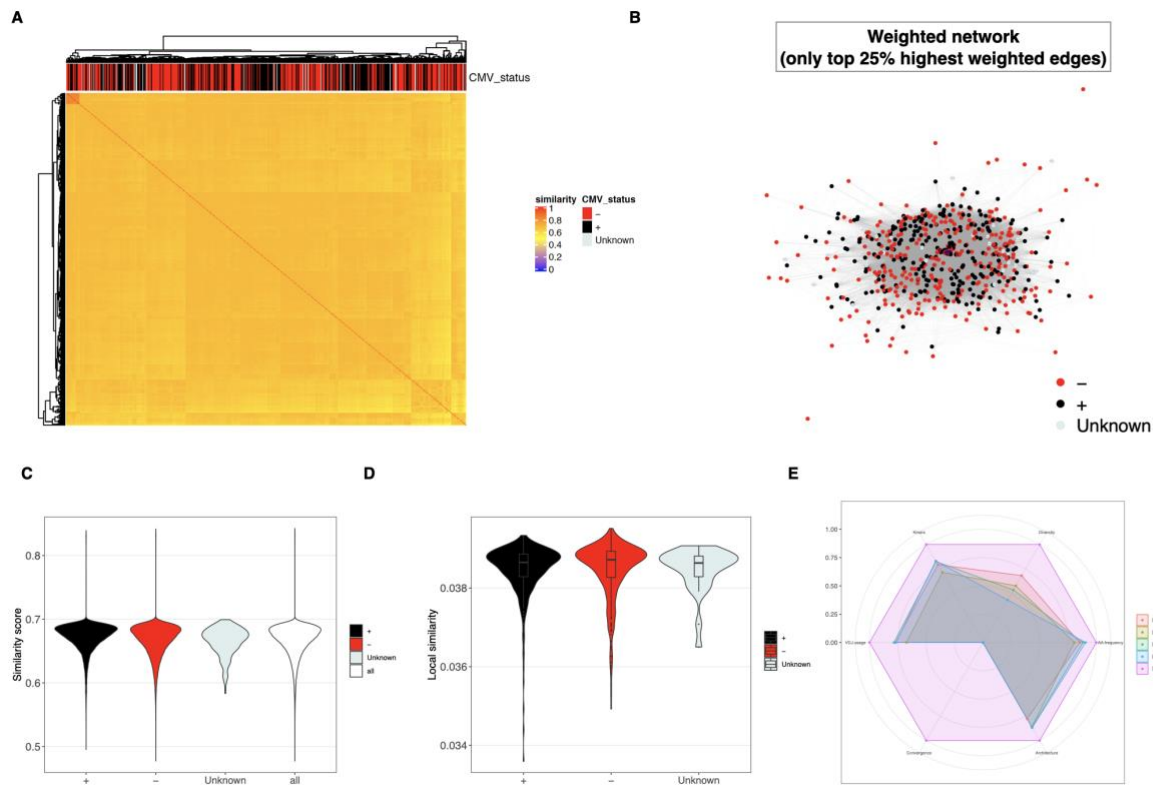 A
CMV_status
similarity
1
0.8
0.6
0.4
0.2
0
CMV_status
−
+
Unknown
B
Weighted network
(only top 25% highest weighted edges)
−
+
Unknown
C
Similarity score
0.8
0.7
0.6
0.5
+
−
Unknown
all
+
−
Unknown
all
D
Local similarity
0.038
0.036
0.034
+
−
Unknown
+
−
Unknown
E
1.00
0.75
0.50
0.25
0.00
Diversity
Convergence
Architecture